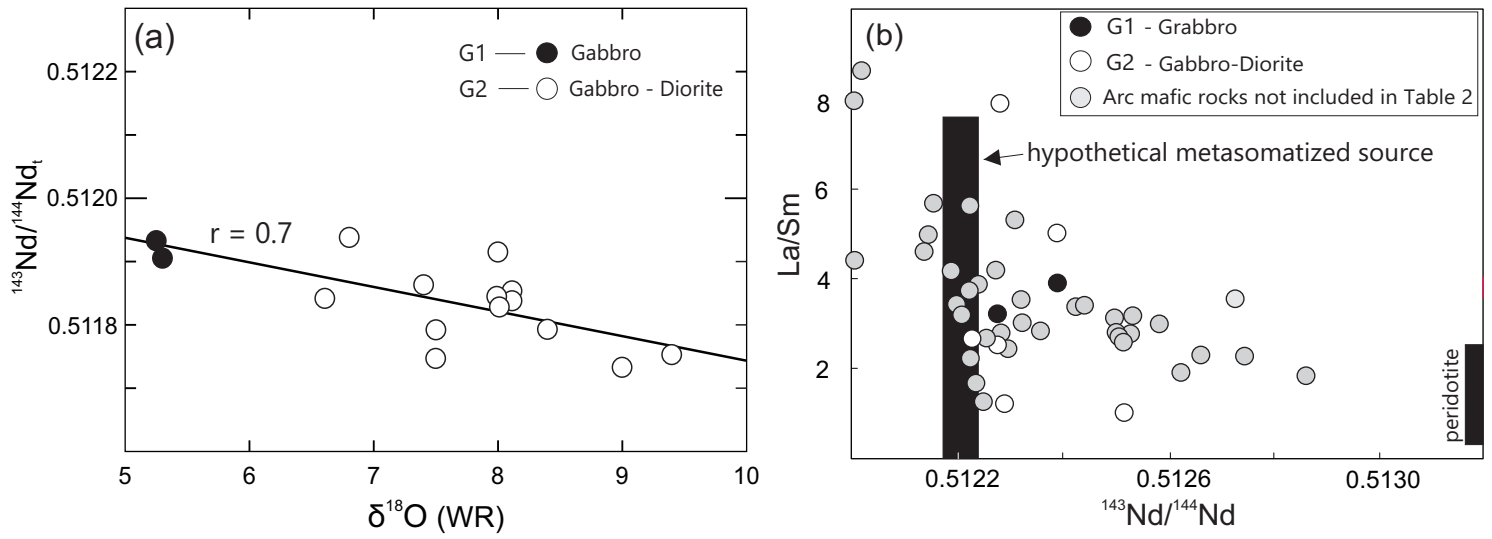 (a)
G1 — Gabbro
G2 — Gabbro - Diorite
0.5122
0.5120
0.5118
r = 0.7
¹⁴³Nd/¹⁴⁴Ndₜ
5 6 7 8 9 10
δ¹⁸O (WR)
(b)
G1 - Grabbro
G2 - Gabbro-Diorite
Arc mafic rocks not included in Table 2
hypothetical metasomatized source
8
6
4
2
La/Sm
peridotite
0.5122 0.5126 0.5130
¹⁴³Nd/¹⁴⁴Nd